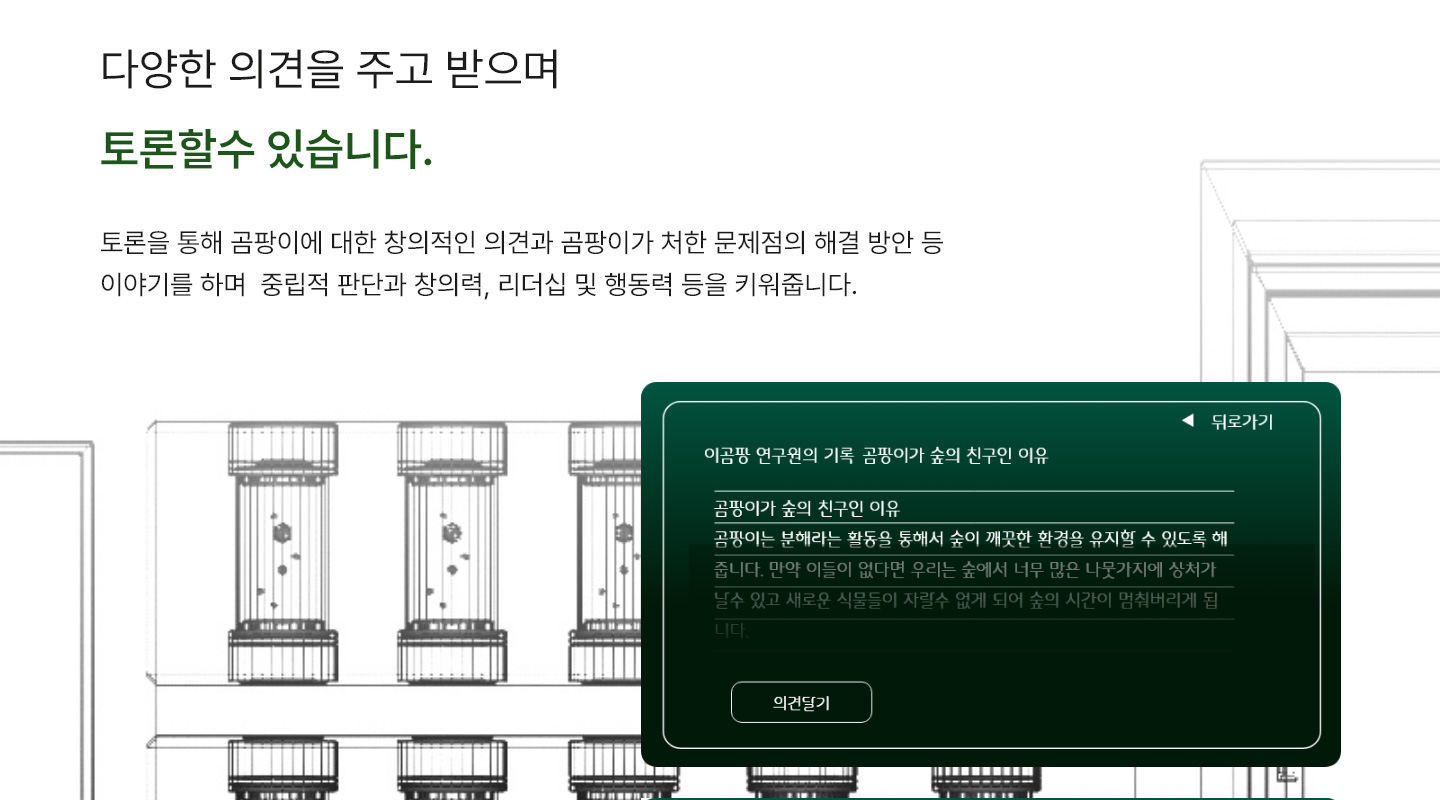 다양한 의견을 주고 받으며
토론할수 있습니다.
토론을 통해 곰팡이에 대한 창의적인 의견과 곰팡이가 처한 문제점의 해결 방안 등
이야기를 하며 중립적 판단과 창의력, 리더십 및 행동력 등을 키워줍니다.
◀ 뒤로가기
이곰팡 연구원의 기록 곰팡이가 숲의 친구인 이유
곰팡이가 숲의 친구인 이유
곰팡이는 분해라는 활동을 통해서 숲이 깨끗한 환경을 유지할 수 있도록 해
줍니다. 만약 이들이 없다면 우리는 숲에서 너무 많은 나뭇가지에 상처가
날수 있고 새로운 식물들이 자랄수 없게 되어 숲의 시간이 멈춰버리게 됩
니다.
의견달기